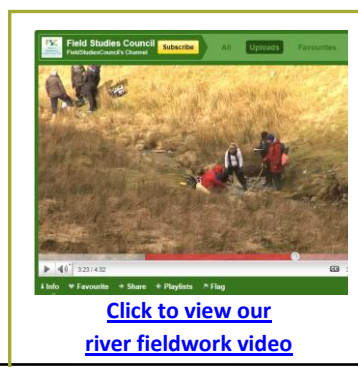 Field Studies Council
FieldStudiesCouncil's Channel
Subscribe
All
Uploads
Favourites
3:23 / 4:32
Info
Favourite
Share
Playlists
Flag
Click to view our
river fieldwork video